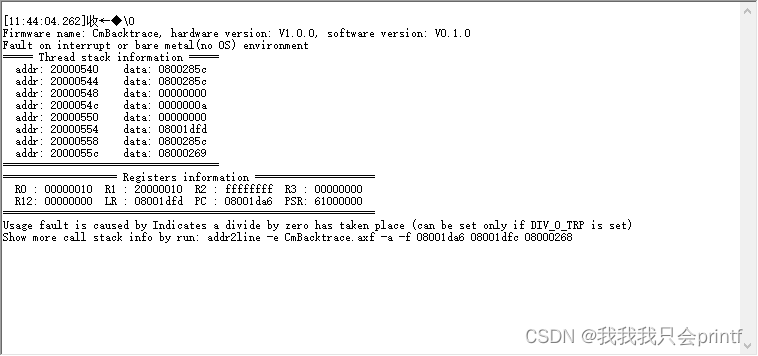 [11:44:04.262]收←◆\0
Firmware name: CmBacktrace, hardware version: V1.0.0, software version: V0.1.0
Fault on interrupt or bare metal(no OS) environment
===== Thread stack information =====
addr: 20000540 data: 0800285c
addr: 20000544 data: 0800285c
addr: 20000548 data: 00000000
addr: 2000054c data: 0000000a
addr: 20000550 data: 00000000
addr: 20000554 data: 08001dfd
addr: 20000558 data: 0800285c
addr: 2000055c data: 08000269
====================================
=================== Registers information ====================
R0 : 00000010 R1 : 20000010 R2 : ffffffff R3 : 00000000
R12: 00000000 LR : 08001dfd PC : 08001da6 PSR: 61000000
==============================================================
Usage fault is caused by Indicates a divide by zero has taken place (can be set only if DIV_0_TRP is set)
Show more call stack info by run: addr2line -e CmBacktrace.axf -a -f 08001da6 08001dfc 08000268
CSDN @我我我只会printf